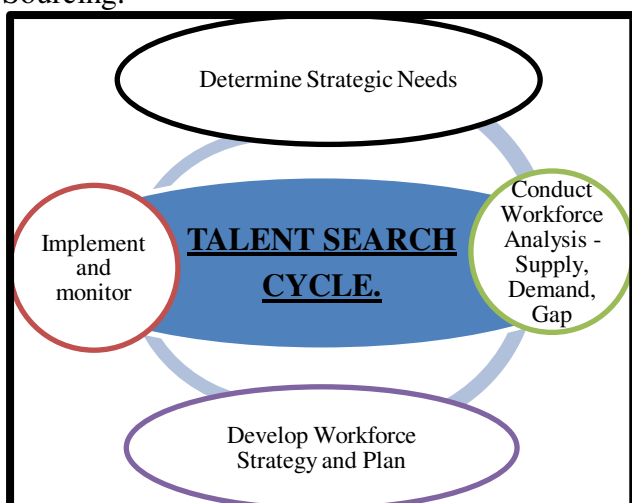 Sourcing:
Determine Strategic Needs
Conduct
Workforce
Analysis -
Supply,
Demand,
Gap
Implement
and
monitor
TALENT SEARCH
CYCLE.
Develop Workforce
Strategy and Plan